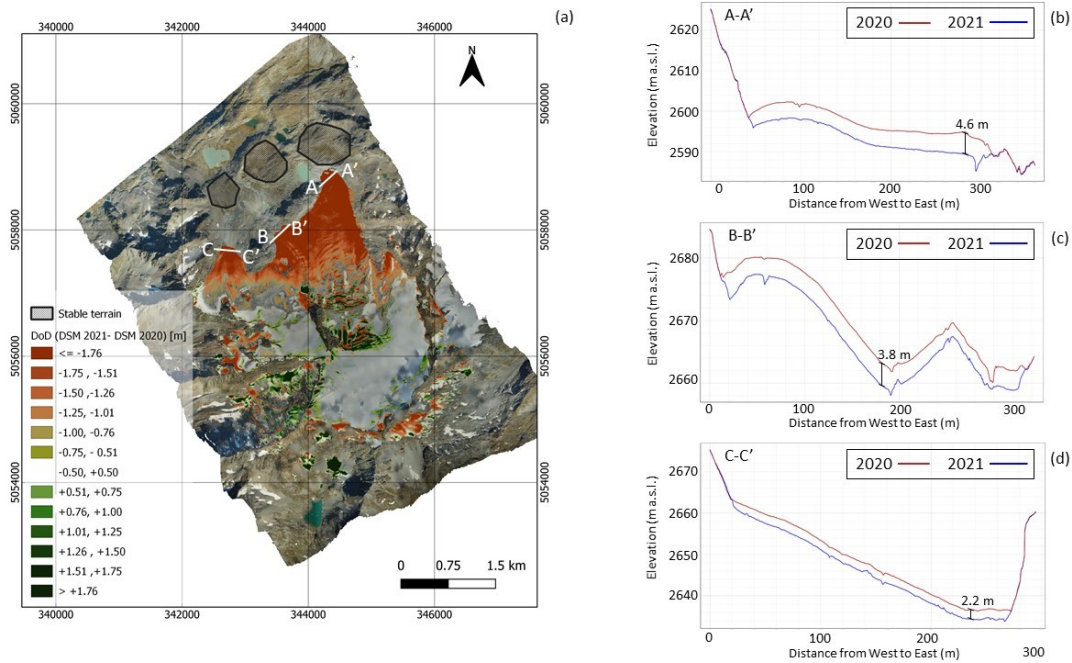 (a)
340000 342000 344000 346000
N
5060000 5060000
5058000 5058000
5056000 5056000
5054000 5054000
A A'
B B'
C C'
Stable terrain
DoD (DSM 2021- DSM 2020) [m]
<= -1.76
-1.75 , -1.51
-1.50 , -1.26
-1.25, -1.01
-1.00, -0.76
-0.75, - 0.51
-0.50, +0.50
+0.51, +0.75
+0.76, +1.00
+1.01, +1.25
+1.26 , +1.50
+1.51 ,+1.75
> +1.76
0 0.75 1.5 km
340000 342000 344000 346000
A-A’
2020 2021
(b)
Elevation (m a.s.l.)
2620
2610
2600
2590
4.6 m
0 100 200 300
Distance from West to East (m)
B-B’
2020 2021
(c)
Elevation (m a.s.l.)
2680
2670
2660
3.8 m
0 100 200 300
Distance from West to East (m)
C-C’
2020 2021
(d)
Elevation (m a.s.l.)
2670
2660
2650
2640
2.2 m
0 100 200 300
Distance from West to East (m)